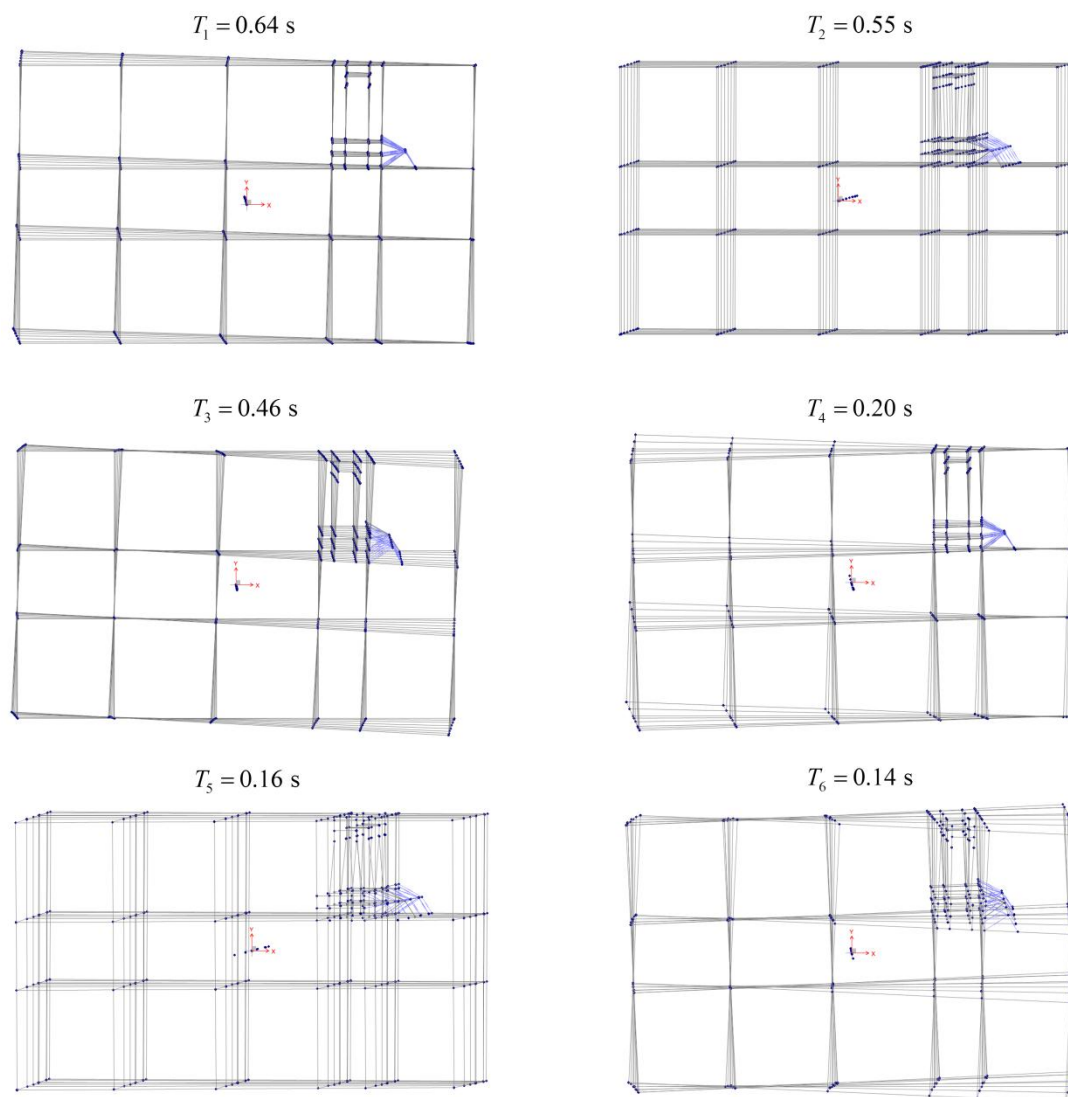 T₁ = 0.64 s
T₂ = 0.55 s
Y
X
Y
X
T₃ = 0.46 s
T₄ = 0.20 s
Y
X
Y
X
T₅ = 0.16 s
T₆ = 0.14 s
Y
X
Y
X